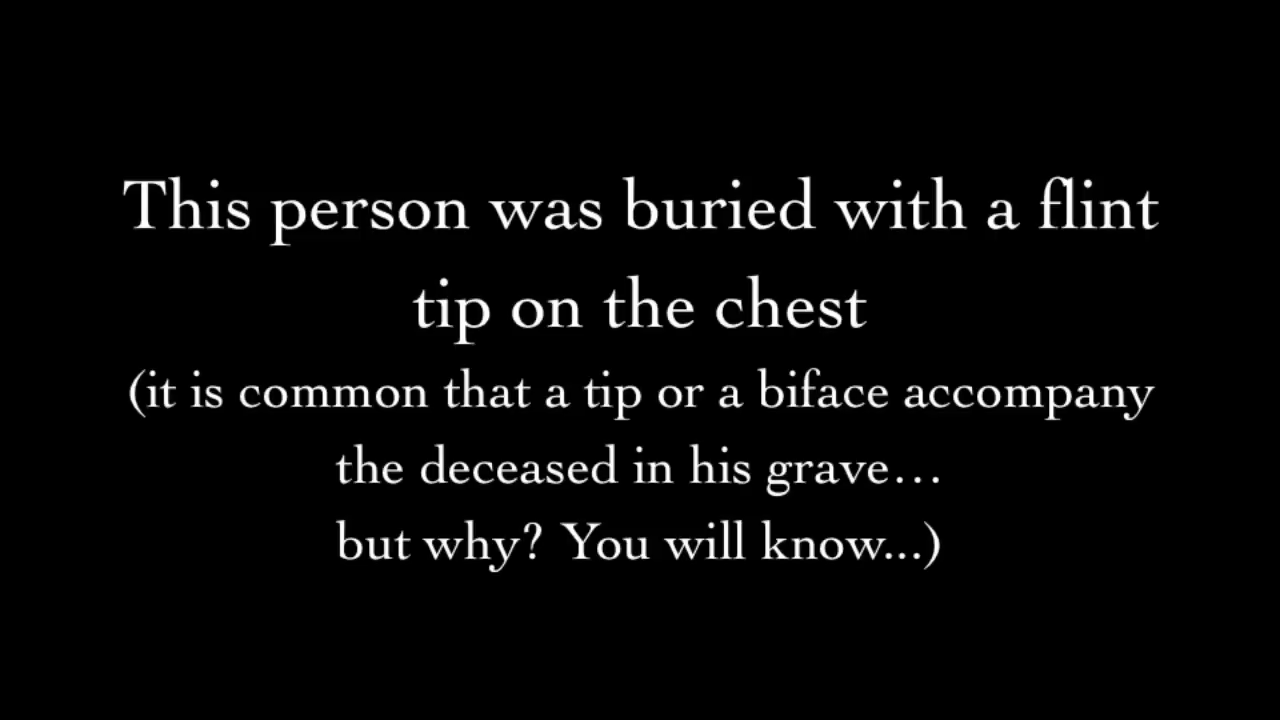 This person was buried with a flint
tip on the chest
(it is common that a tip or a biface accompany
the deceased in his grave…
but why? You will know...)